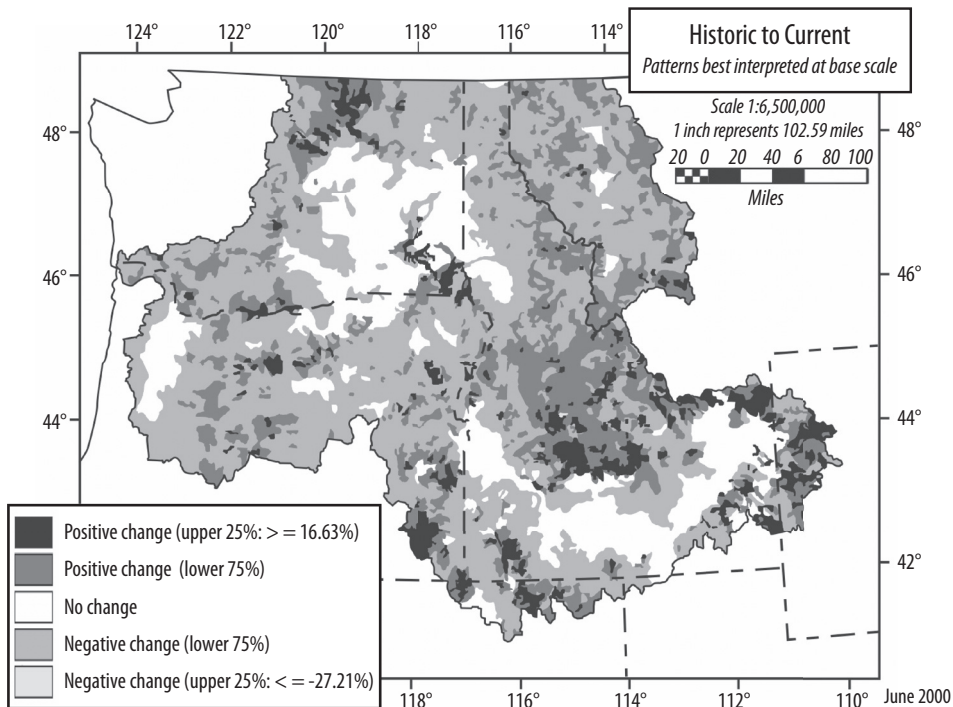 124° 122° 120° 118° 116° 114°
Historic to Current
Patterns best interpreted at base scale
Scale 1:6,500,000
1 inch represents 102.59 miles
20 0 20 40 6 80 100
Miles
48° 48°
46° 46°
44° 44°
42°
Positive change (upper 25%: > = 16.63%)
Positive change (lower 75%)
No change
Negative change (lower 75%)
Negative change (upper 25%: < = -27.21%)
118° 116° 114° 112° 110°
June 2000